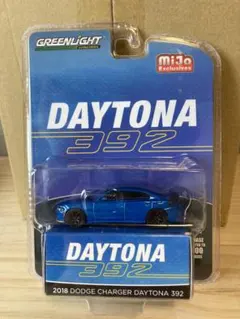 GREENLIGHT
MiJo
Exclusives
DAYTONA
392
DAYTONA
392
2018 DODGE CHARGER DAYTONA 392